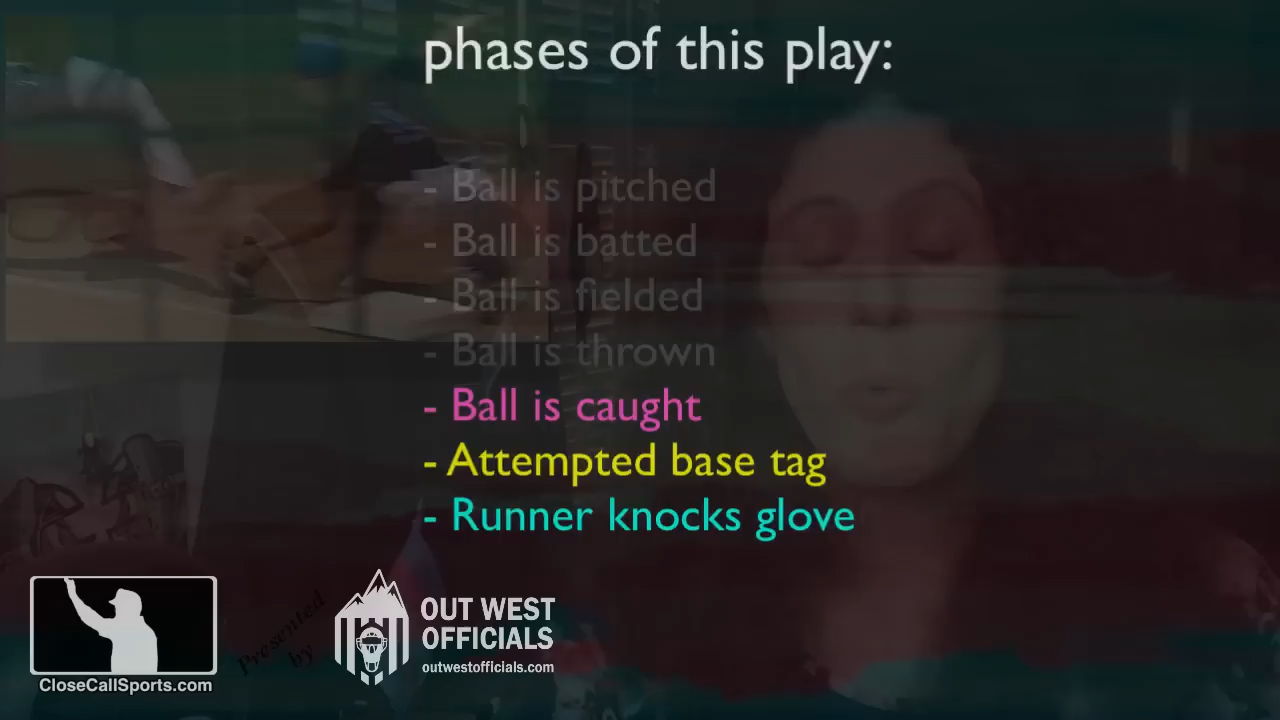 phases of this play:
- Ball is pitched
- Ball is batted
- Ball is fielded
- Ball is thrown
- Ball is caught
- Attempted base tag
- Runner knocks glove
CloseCallSports.com
Presented
by
OUT WEST
OFFICIALS
outwestofficials.com